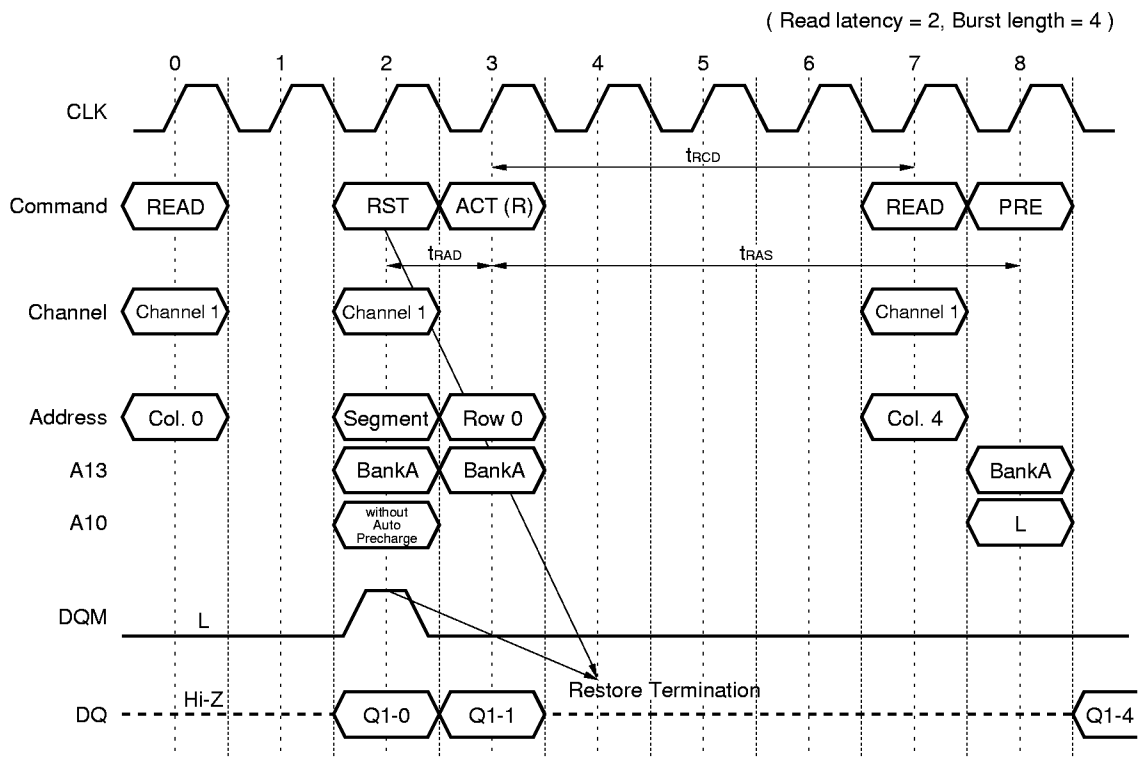 ( Read latency = 2, Burst length = 4 )
0 1 2 3 4 5 6 7 8
CLK
tRCD
Command READ RST ACT (R) READ PRE
tRAD tRAS
Channel Channel 1 Channel 1 Channel 1
Address Col. 0 Segment Row 0 Col. 4
A13 BankA BankA BankA
A10 without Auto Precharge L
DQM L
Restore Termination
Hi-Z
DQ Q1-0 Q1-1 Q1-4